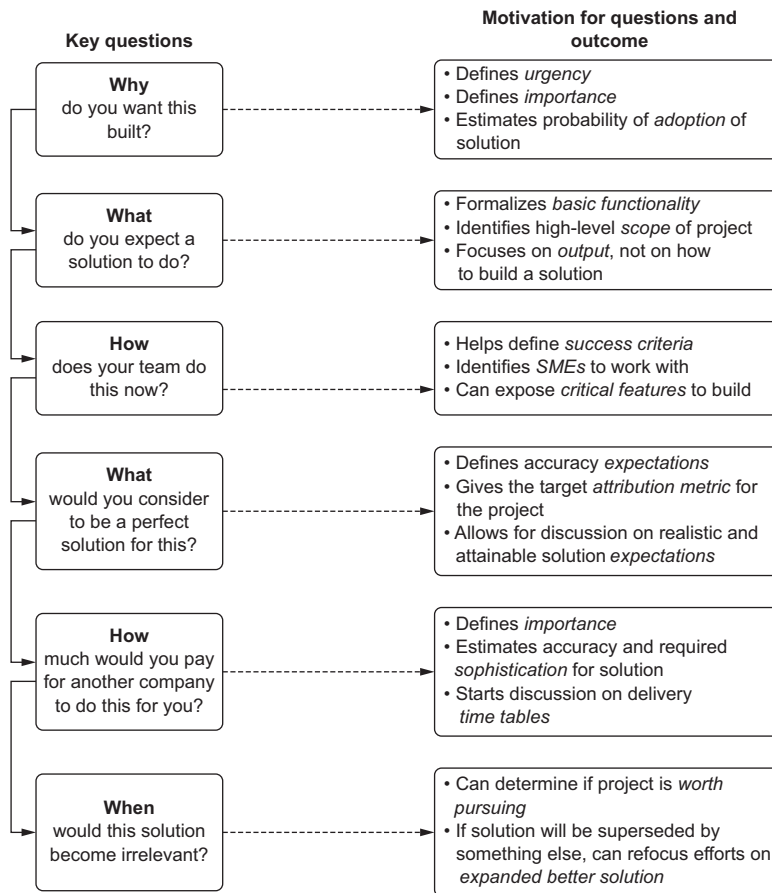 Key questions
Motivation for questions and
outcome
Why
do you want this
built?
• Defines urgency
• Defines importance
• Estimates probability of adoption of
solution
What
do you expect a
solution to do?
• Formalizes basic functionality
• Identifies high-level scope of project
• Focuses on output, not on how
to build a solution
How
does your team do
this now?
• Helps define success criteria
• Identifies SMEs to work with
• Can expose critical features to build
What
would you consider
to be a perfect
solution for this?
• Defines accuracy expectations
• Gives the target attribution metric for
the project
• Allows for discussion on realistic and
attainable solution expectations
How
much would you pay
for another company
to do this for you?
• Defines importance
• Estimates accuracy and required
sophistication for solution
• Starts discussion on delivery
time tables
When
would this solution
become irrelevant?
• Can determine if project is worth
pursuing
• If solution will be superseded by
something else, can refocus efforts on
expanded better solution